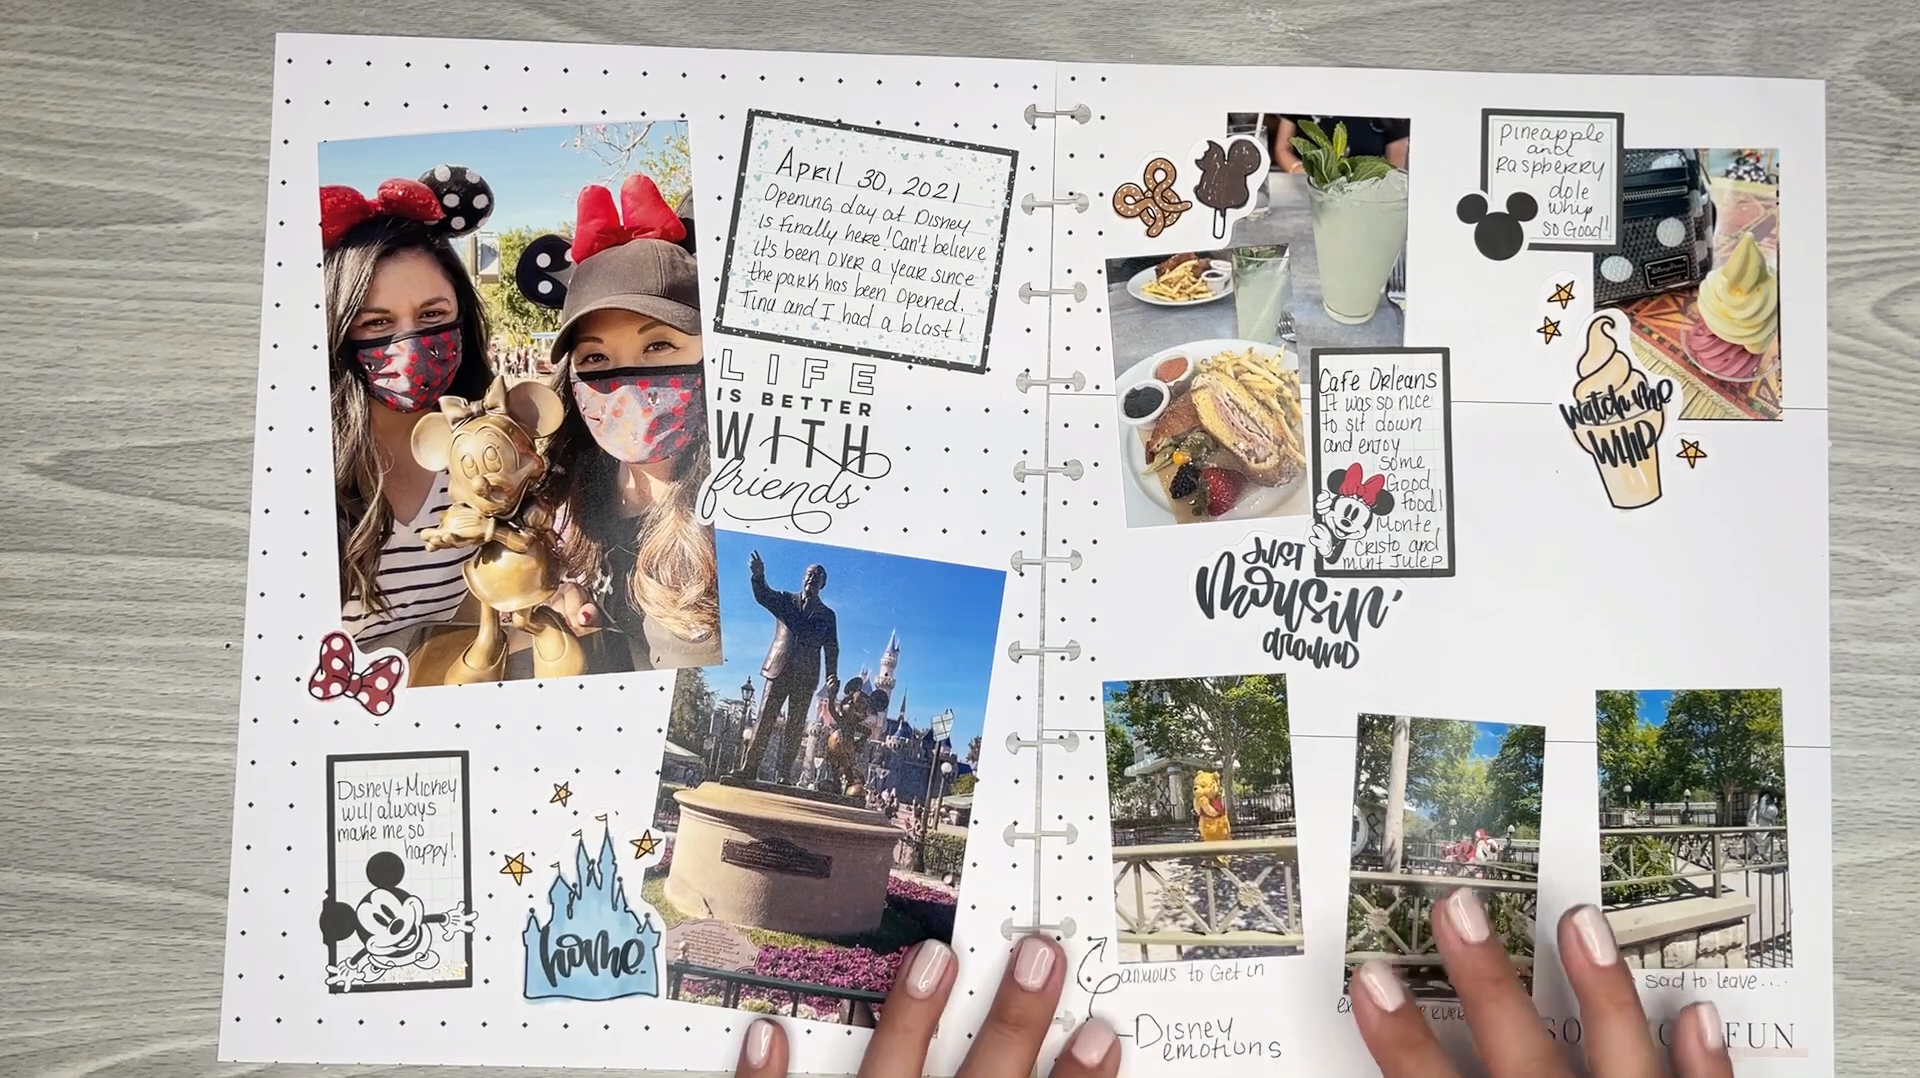 April 30, 2021
Opening day at Disney
is finally here! Can't believe
it's been over a year since
the park has been opened.
Tina and I had a blast!
LIFE
IS BETTER
WITH
friends
Disney + Mickey
will always
make me so
happy!
home.
Pineapple
and
Raspberry
dole
whip
so Good!
Cafe Orleans
It was so nice
to sit down
and enjoy
some
Good
food!
Monte
Cristo and
mint Julep
Watch me
WHIP
JUST
Mousin'
around
anxious to Get in
sad to leave....
Disney
emotions
FUN